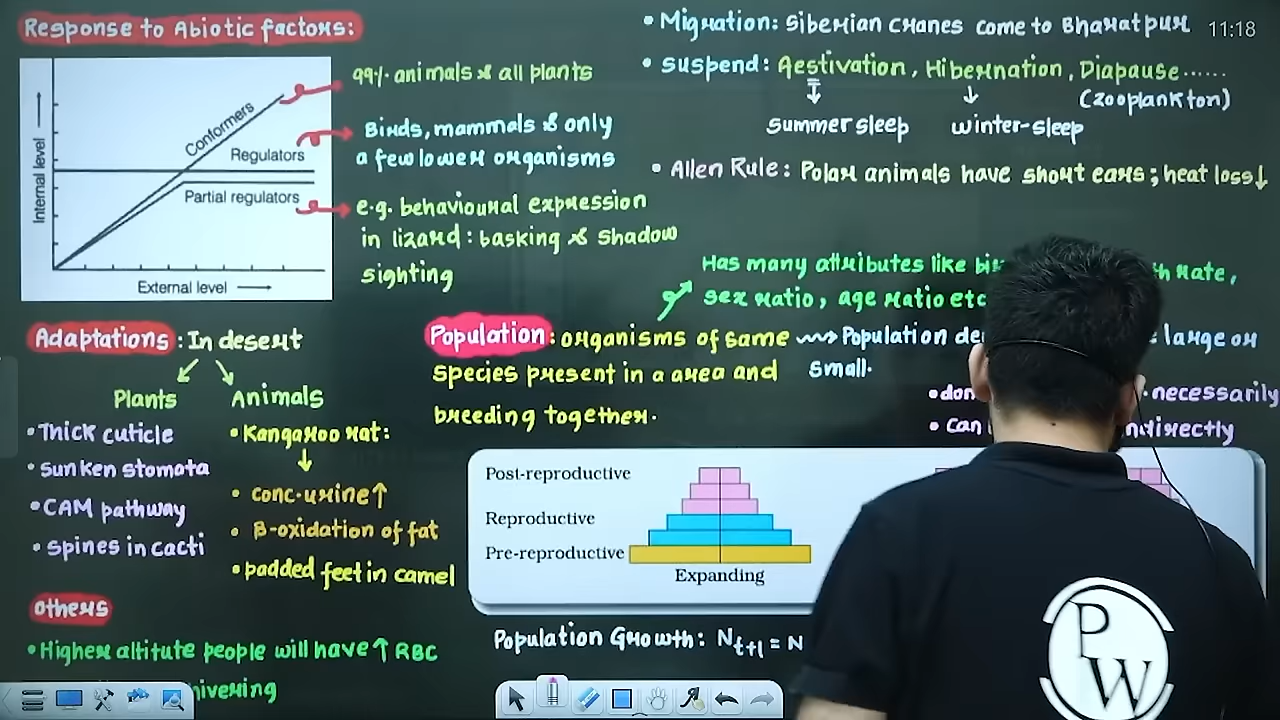 Response to Abiotic factors:
Internal level
Conformers
Regulators
Partial regulators
External level
99% animals & all plants
Birds, mammals & only
a few lower organisms
e.g. behavioural expression
in lizard: basking & shadow
sighting
• Migration: Siberian cranes come to Bharatpur
11:18
• suspend: Aestivation, Hibernation, Diapause......
(zooplankton)
summer sleep
winter-sleep
• Allen Rule: Polar animals have short ears; heat loss↓
Has many attributes like rate,
sex ratio, age ratio etc
Population: organisms of same
species present in a area and
breeding together.
Population large or
small.
• necessarily
• Can indirectly
Adaptations: In desert
Plants
• Thick cuticle
• sunken stomata
• CAM pathway
• spines in cacti
Animals
• Kangaroo rat:
• conc. urine↑
• β-oxidation of fat
• padded feet in camel
Post-reproductive
Reproductive
Pre-reproductive
Expanding
Others
• Higher altitute people will have ↑ RBC
Population Growth: Nt+1 = N
PW